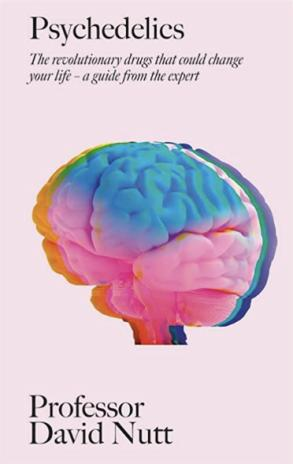 Psychedelics
The revolutionary drugs that could change
your life – a guide from the expert
Professor
David Nutt